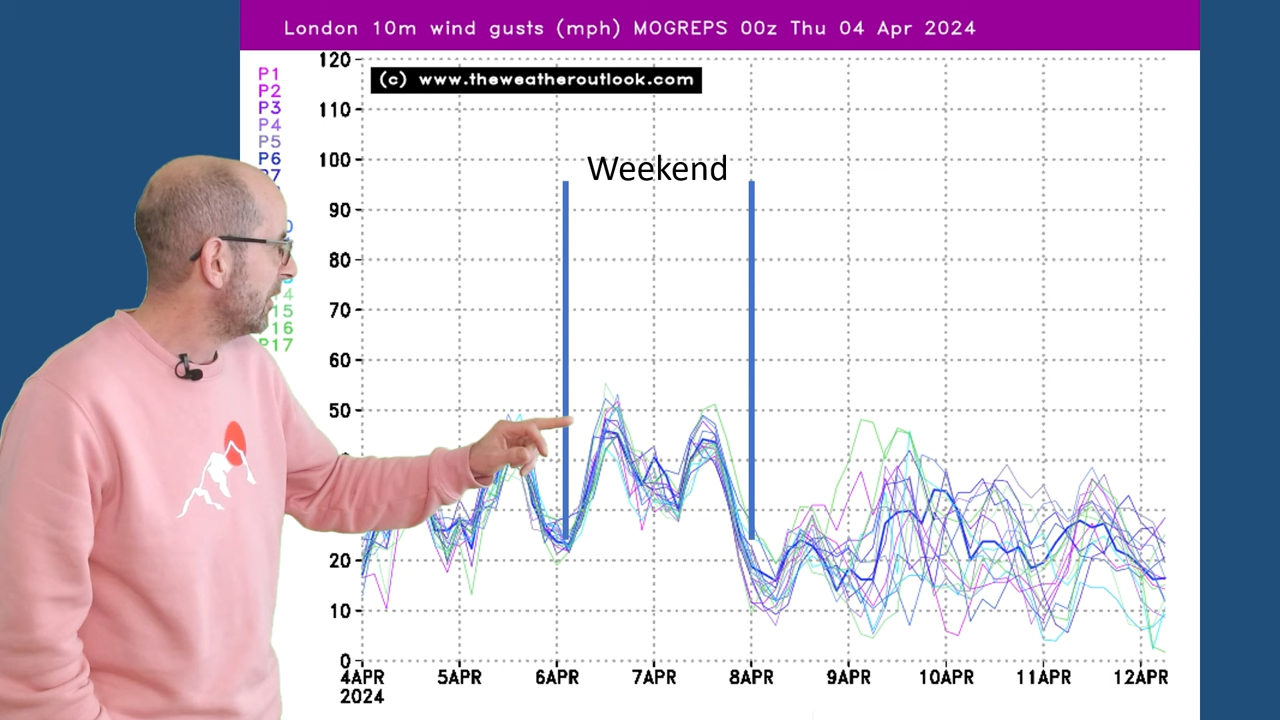 London 10m wind gusts (mph) MOGREPS 00z Thu 04 Apr 2024
(c) www.theweatheroutlook.com
Weekend
P1
P2
P3
P4
P5
P6
P7
15
16
P17
120
110
100
90
80
70
60
50
20
10
0
4APR 5APR 6APR 7APR 8APR 9APR 10APR 11APR 12APR
2024